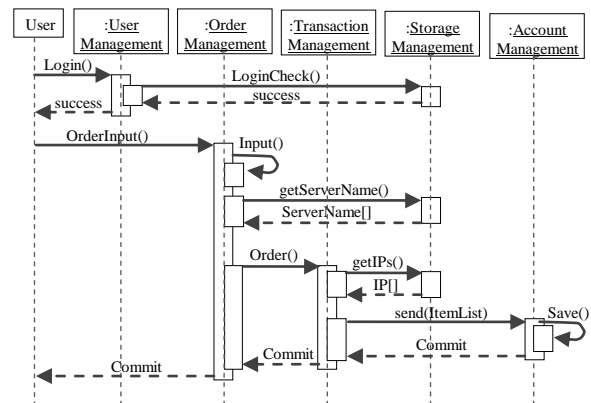 User
:User
Management
:Order
Management
:Transaction
Management
:Storage
Management
:Account
Management
Login()
LoginCheck()
success
success
OrderInput()
Input()
getServerName()
ServerName[]
Order()
getIPs()
IP[]
send(ItemList)
Save()
Commit
Commit
Commit